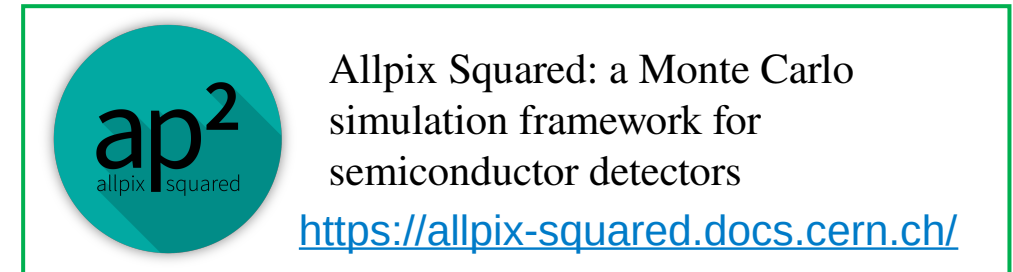 ap²
allpix squared
Allpix Squared: a Monte Carlo
simulation framework for
semiconductor detectors
https://allpix-squared.docs.cern.ch/